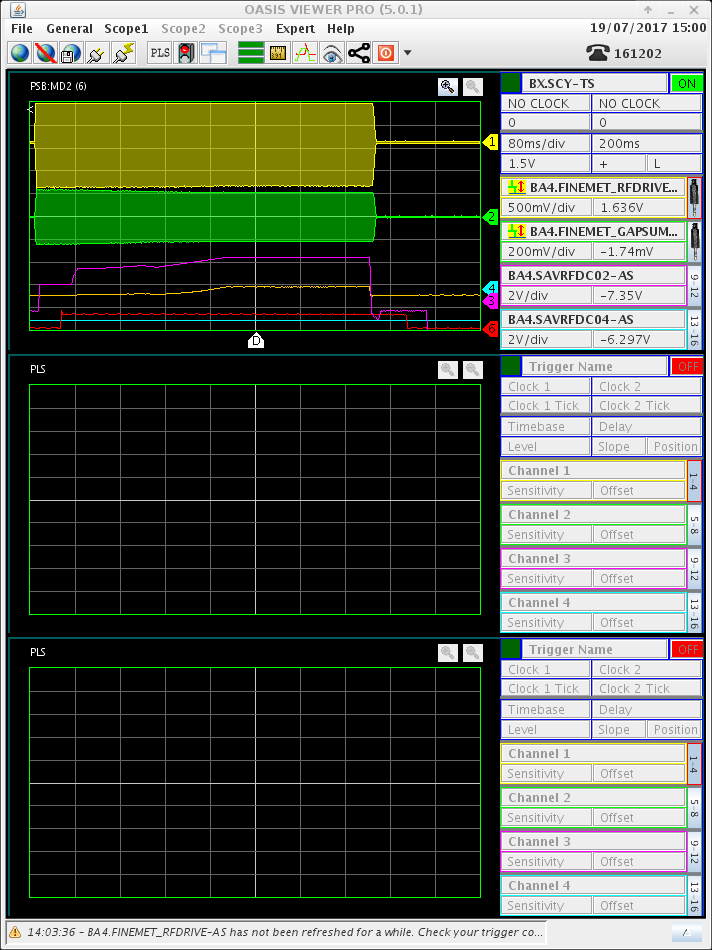 OASIS VIEWER PRO (5.0.1)
File General Scope1 Scope2 Scope3 Expert Help 19/07/2017 15:00
PLS 161202
PSB:MD2 (6)
BX.SCY-TS ON
NO CLOCK NO CLOCK
0 0
80ms/div 200ms
1.5V + L
BA4.FINEMET_RFDRIVE...
500mV/div 1.636V
BA4.FINEMET_GAPSUM...
200mV/div -1.74mV
BA4.SAVRFDC02-AS
2V/div -7.35V
9-12
BA4.SAVRFDC04-AS
2V/div -6.297V
13-16
1
2
4
3
D
PLS
Trigger Name OFF
Clock 1 Clock 2
Clock 1 Tick Clock 2 Tick
Timebase Delay
Level Slope Position
Channel 1
Sensitivity Offset
1-4
Channel 2
Sensitivity Offset
5-8
Channel 3
Sensitivity Offset
9-12
Channel 4
Sensitivity Offset
13-16
PLS
Trigger Name OFF
Clock 1 Clock 2
Clock 1 Tick Clock 2 Tick
Timebase Delay
Level Slope Position
Channel 1
Sensitivity Offset
1-4
Channel 2
Sensitivity Offset
5-8
Channel 3
Sensitivity Offset
9-12
Channel 4
Sensitivity Offset
13-16
14:03:36 - BA4.FINEMET_RFDRIVE-AS has not been refreshed for a while. Check your trigger co...